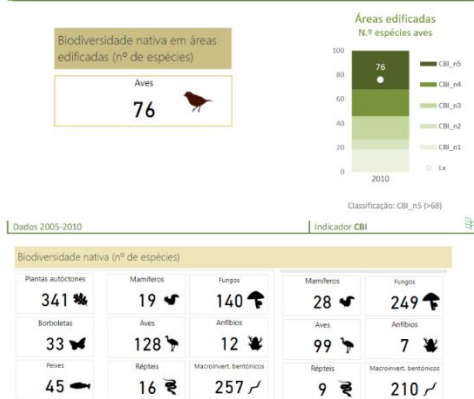 Biodiversidade nativa em áreas
edificadas (nº de espécies)
Aves
76
Áreas edificadas
N.º espécies aves
100
80
60
40
20
0
76
2010
CBI_n5
CBI_n4
CBI_n3
CBI_n2
CBI_n1
Lx
Classificação: CBI_n5 (>68)
Dados 2005-2010
Indicador CBI
Biodiversidade nativa (nº de espécies)
Plantas autóctones
341
Mamíferos
19
Fungos
140
Mamíferos
28
Fungos
249
Borboletas
33
Aves
128
Anfíbios
12
Aves
99
Anfíbios
7
Peixes
45
Répteis
16
Macroinvert. bentónicos
257
Répteis
9
Macroinvert. bentónicos
210